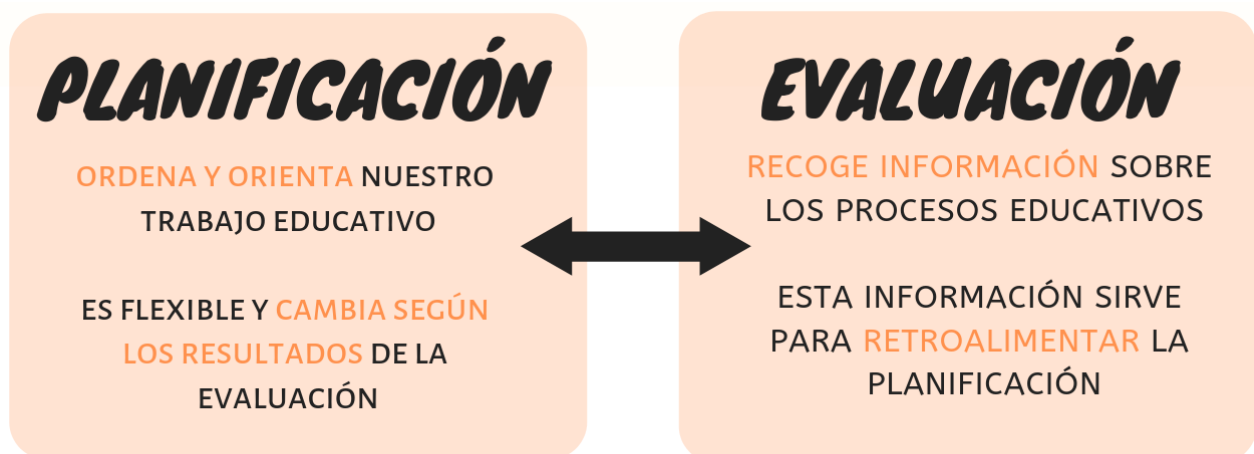 PLANIFICACIÓN
ORDENA Y ORIENTA NUESTRO
TRABAJO EDUCATIVO
ES FLEXIBLE Y CAMBIA SEGÚN
LOS RESULTADOS DE LA
EVALUACIÓN
EVALUACIÓN
RECOGE INFORMACIÓN SOBRE
LOS PROCESOS EDUCATIVOS
ESTA INFORMACIÓN SIRVE
PARA RETROALIMENTAR LA
PLANIFICACIÓN